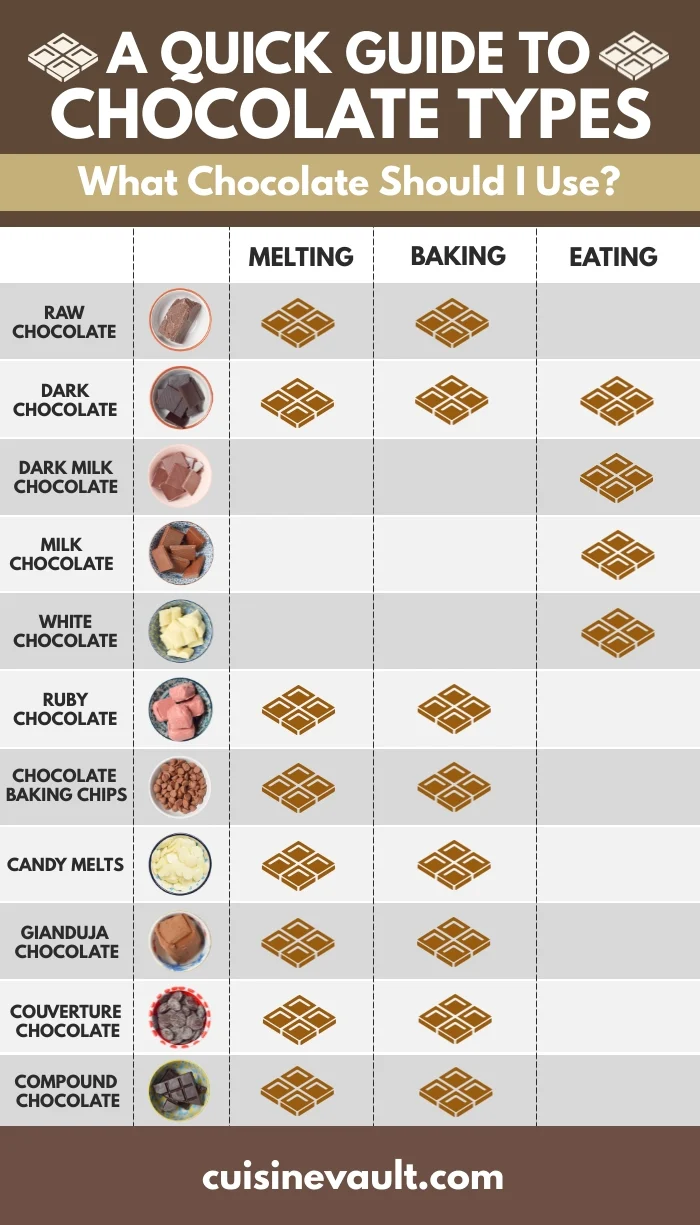 A QUICK GUIDE TO
CHOCOLATE TYPES
What Chocolate Should I Use?
MELTING BAKING EATING
RAW
CHOCOLATE
DARK
CHOCOLATE
DARK MILK
CHOCOLATE
MILK
CHOCOLATE
WHITE
CHOCOLATE
RUBY
CHOCOLATE
CHOCOLATE
BAKING CHIPS
CANDY MELTS
GIANDUJA
CHOCOLATE
COUVERTURE
CHOCOLATE
COMPOUND
CHOCOLATE
cuisinevault.com